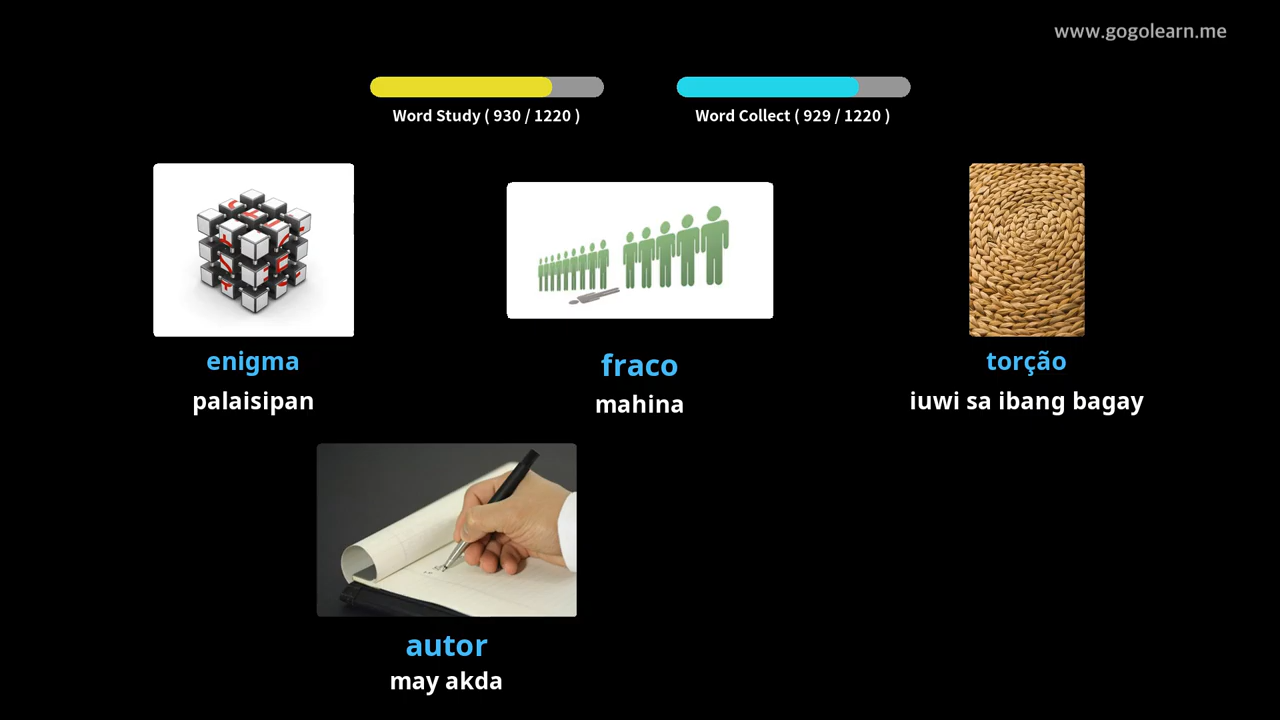 www.gogolearn.me
Word Study ( 930 / 1220 )
Word Collect ( 929 / 1220 )
enigma
palaisipan
fraco
mahina
torção
iuwi sa ibang bagay
autor
may akda